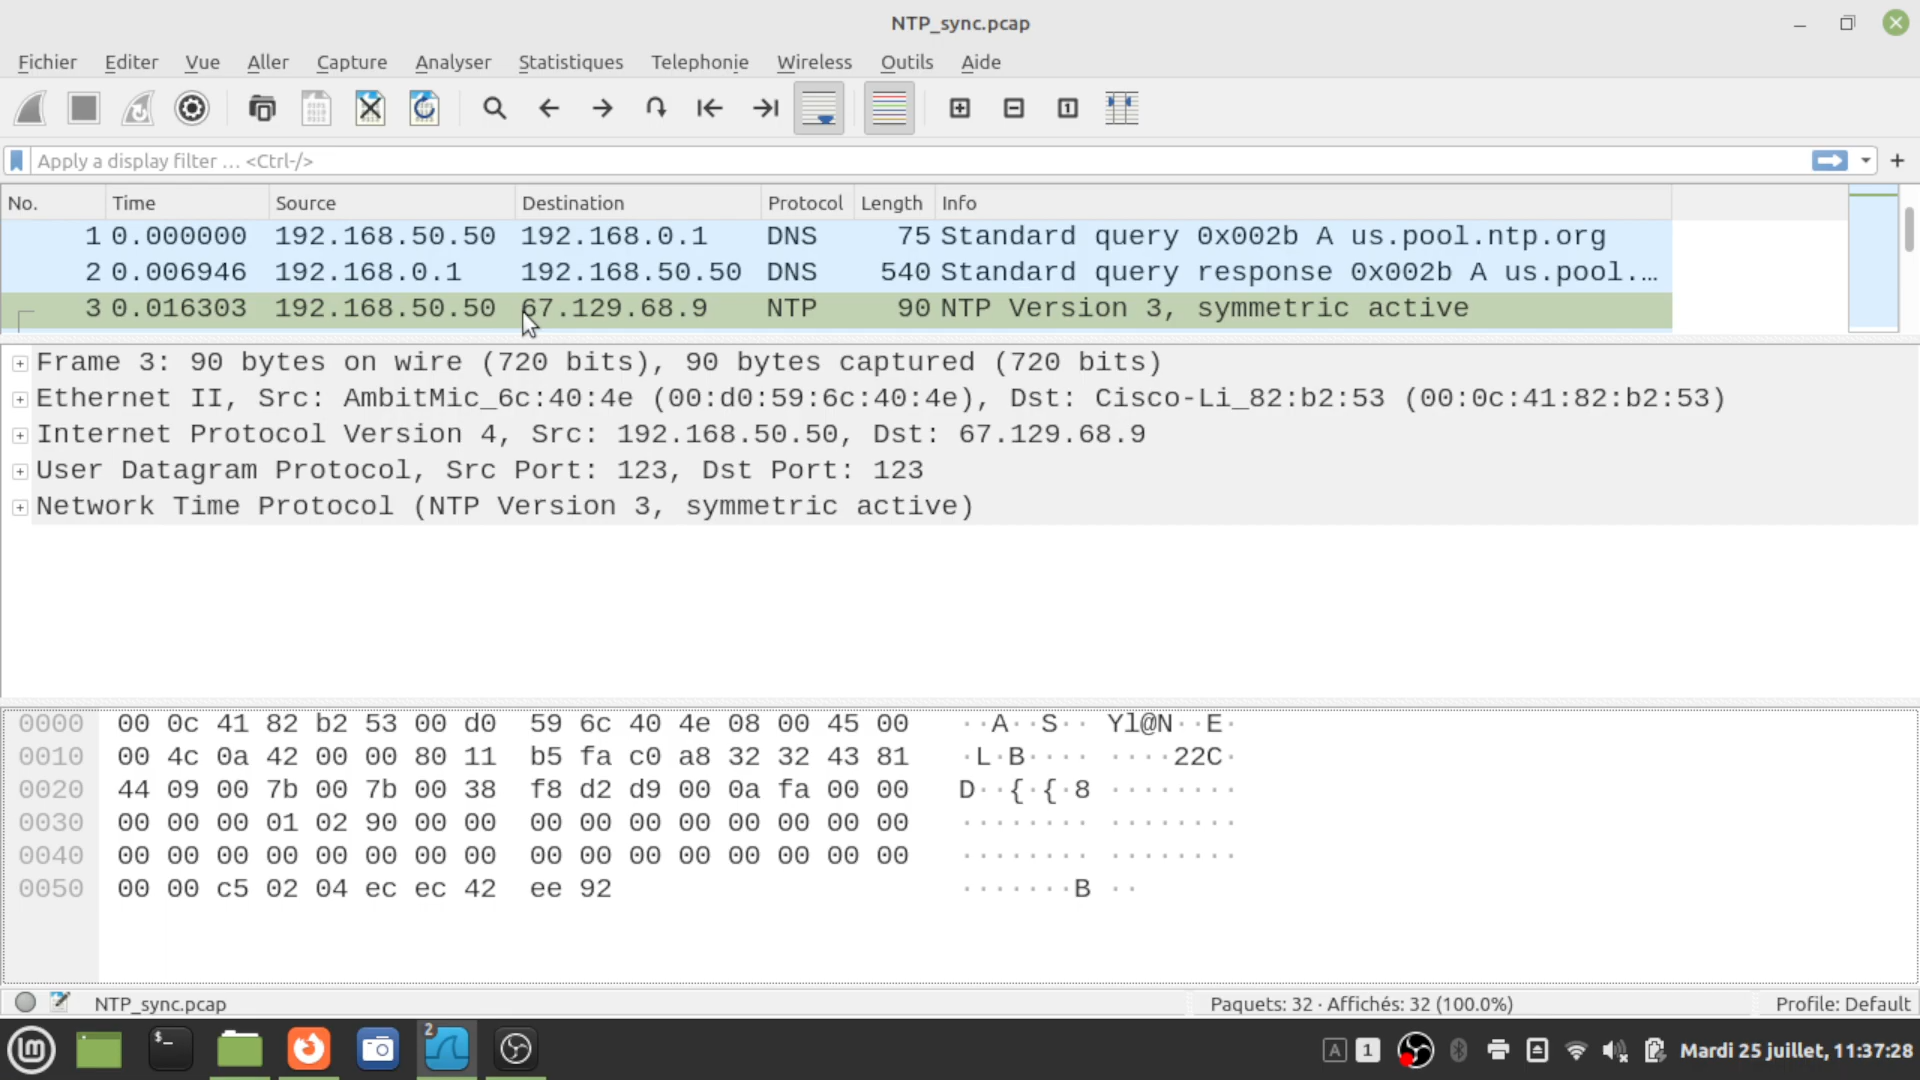 NTP_sync.pcap
Fichier Editer Vue Aller Capture Analyser Statistiques Telephonie Wireless Outils Aide
Apply a display filter … <Ctrl-/>
No. Time Source Destination Protocol Length Info
1 0.000000 192.168.50.50 192.168.0.1 DNS 75 Standard query 0x002b A us.pool.ntp.org
2 0.006946 192.168.0.1 192.168.50.50 DNS 540 Standard query response 0x002b A us.pool.…
3 0.016303 192.168.50.50 67.129.68.9 NTP 90 NTP Version 3, symmetric active
Frame 3: 90 bytes on wire (720 bits), 90 bytes captured (720 bits)
Ethernet II, Src: AmbitMic_6c:40:4e (00:d0:59:6c:40:4e), Dst: Cisco-Li_82:b2:53 (00:0c:41:82:b2:53)
Internet Protocol Version 4, Src: 192.168.50.50, Dst: 67.129.68.9
User Datagram Protocol, Src Port: 123, Dst Port: 123
Network Time Protocol (NTP Version 3, symmetric active)
0000 00 0c 41 82 b2 53 00 d0 59 6c 40 4e 08 00 45 00 ··A··S·· Yl@N··E·
0010 00 4c 0a 42 00 00 80 11 b5 fa c0 a8 32 32 43 81 ·L·B···· ····22C·
0020 44 09 00 7b 00 7b 00 38 f8 d2 d9 00 0a fa 00 00 D··{·{·8 ········
0030 00 00 00 01 02 90 00 00 00 00 00 00 00 00 00 00 ········ ········
0040 00 00 00 00 00 00 00 00 00 00 00 00 00 00 00 00 ········ ········
0050 00 00 c5 02 04 ec ec 42 ee 92 ·······B ··
NTP_sync.pcap Paquets: 32 · Affichés: 32 (100.0%) Profile: Default
2 A 1 Mardi 25 juillet, 11:37:28